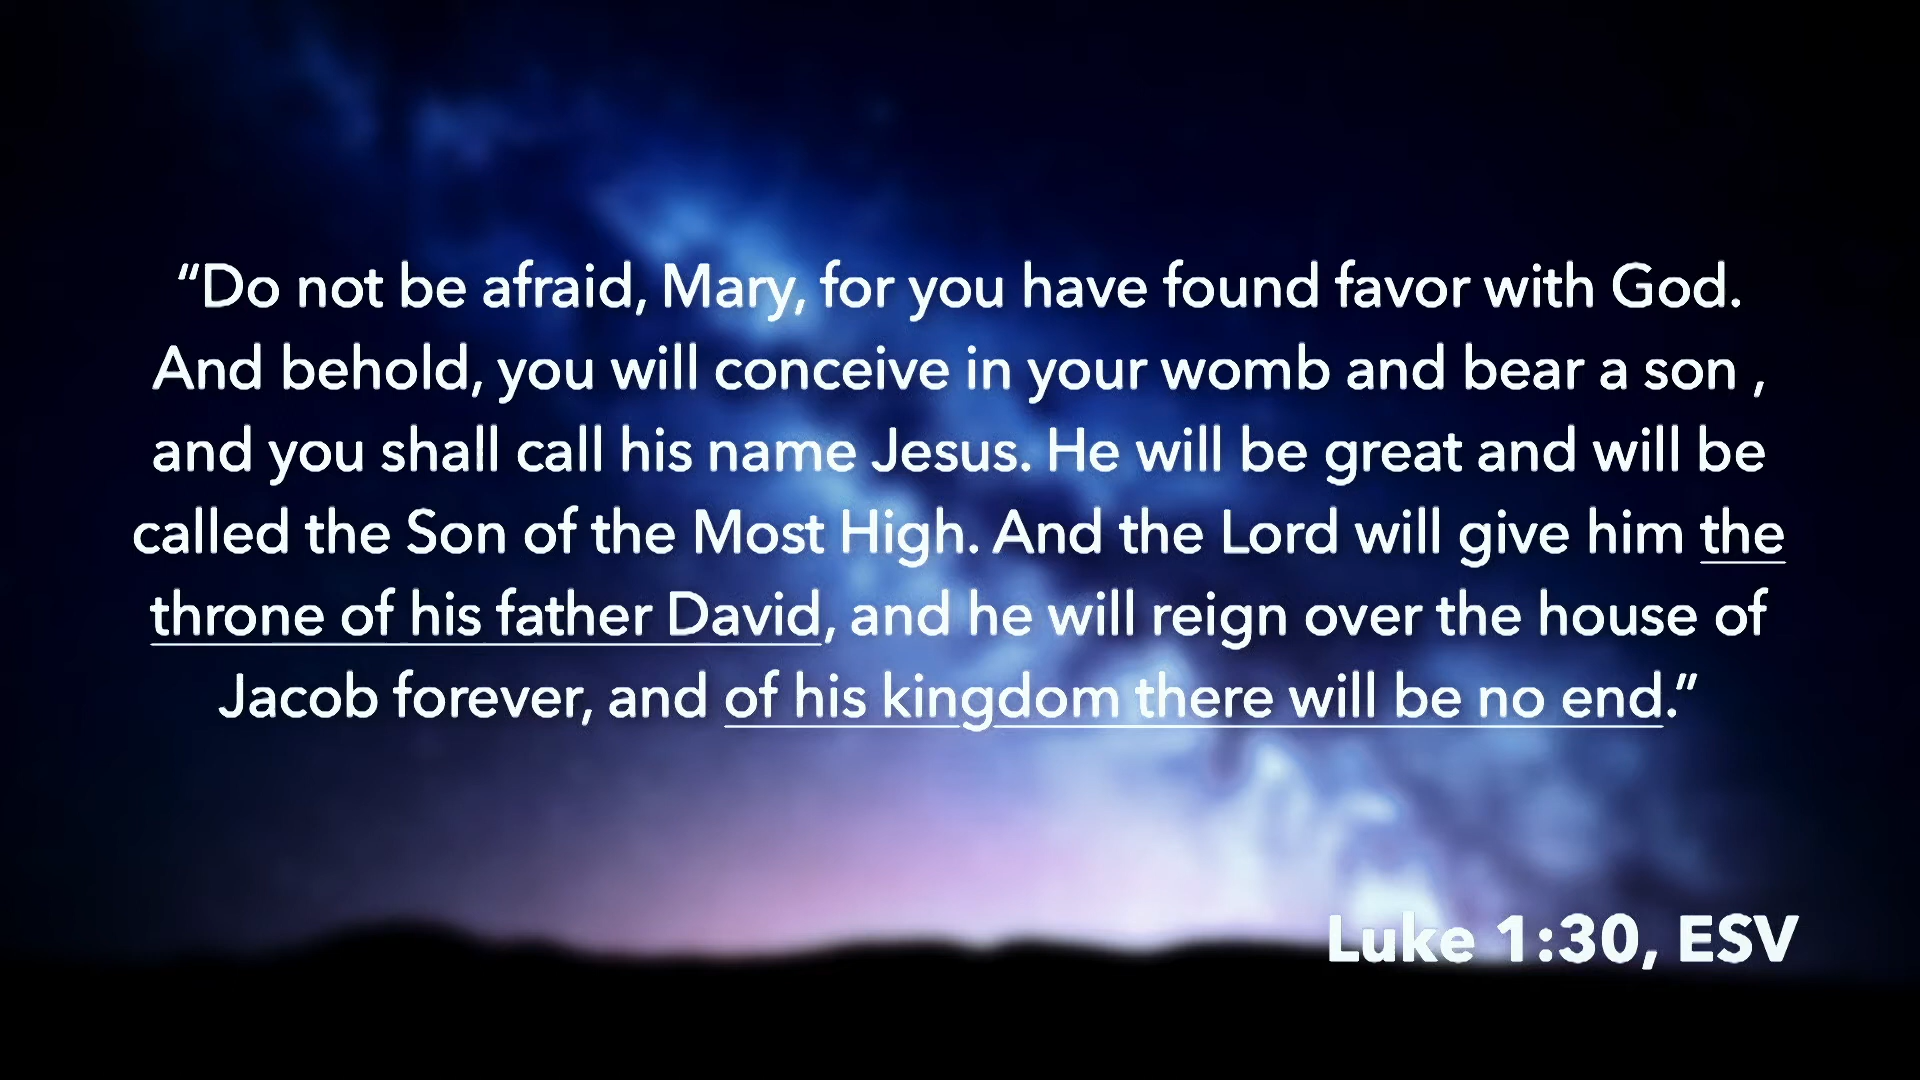 “Do not be afraid, Mary, for you have found favor with God.
And behold, you will conceive in your womb and bear a son ,
and you shall call his name Jesus. He will be great and will be
called the Son of the Most High. And the Lord will give him the
throne of his father David, and he will reign over the house of
Jacob forever, and of his kingdom there will be no end.”
Luke 1:30, ESV